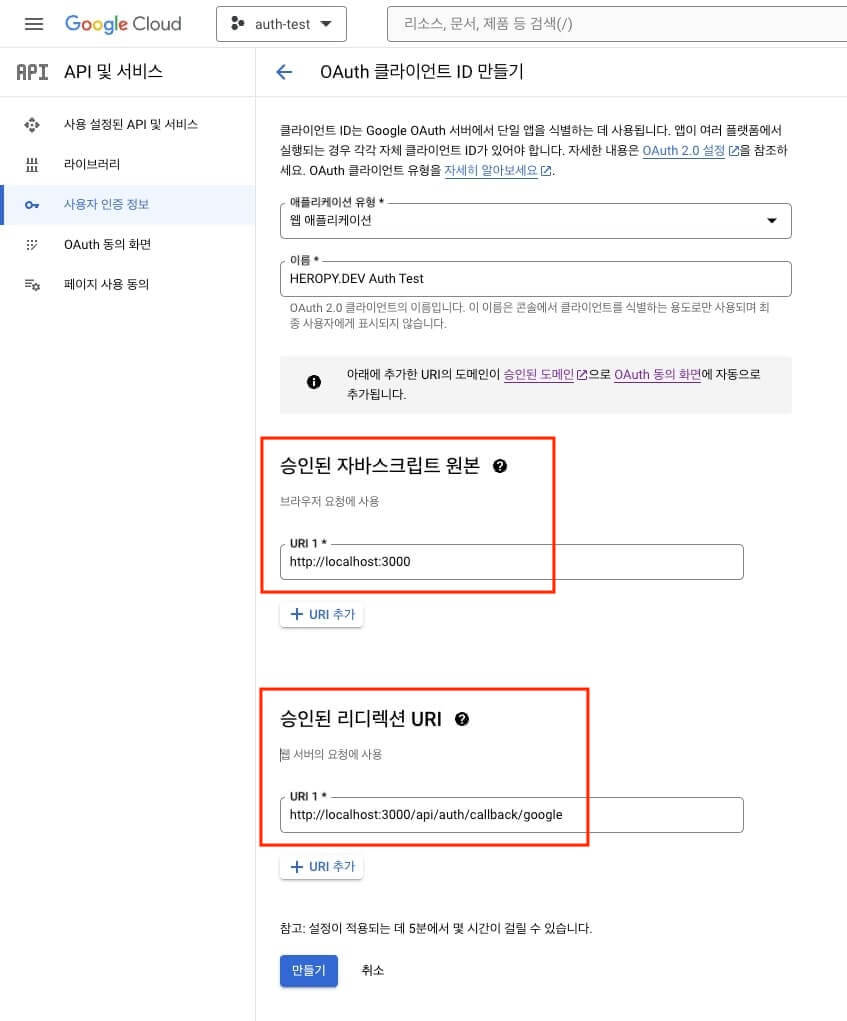 Google Cloud
auth-test
리소스, 문서, 제품 등 검색(/)
API
API 및 서비스
OAuth 클라이언트 ID 만들기
사용 설정된 API 및 서비스
라이브러리
사용자 인증 정보
OAuth 동의 화면
페이지 사용 동의
클라이언트 ID는 Google OAuth 서버에서 단일 앱을 식별하는 데 사용됩니다. 앱이 여러 플랫폼에서
실행되는 경우 각각 자체 클라이언트 ID가 있어야 합니다. 자세한 내용은 OAuth 2.0 설정을 참조하
세요. OAuth 클라이언트 유형을 자세히 알아보세요.
애플리케이션 유형 *
웹 애플리케이션
이름 *
HEROPY.DEV Auth Test
OAuth 2.0 클라이언트의 이름입니다. 이 이름은 콘솔에서 클라이언트를 식별하는 용도로만 사용되며 최
종 사용자에게 표시되지 않습니다.
아래에 추가한 URI의 도메인이 승인된 도메인으로 OAuth 동의 화면에 자동으로
추가됩니다.
승인된 자바스크립트 원본
브라우저 요청에 사용
URI 1 *
http://localhost:3000
+ URI 추가
승인된 리디렉션 URI
웹 서버의 요청에 사용
URI 1 *
http://localhost:3000/api/auth/callback/google
+ URI 추가
참고: 설정이 적용되는 데 5분에서 몇 시간이 걸릴 수 있습니다.
만들기
취소